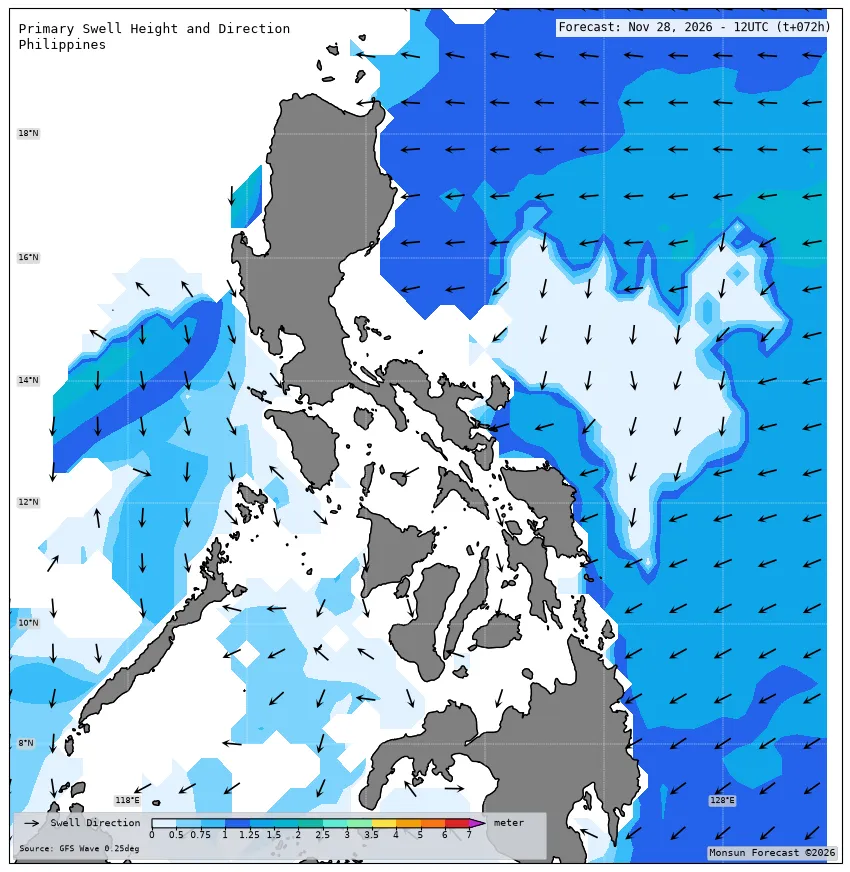 Primary Swell Height and Direction
Philippines
Forecast: Nov 28, 2026 - 12UTC (t+072h)
18°N
16°N
14°N
12°N
10°N
8°N
118°E
128°E
Swell Direction
0 0.5 0.75 1 1.25 1.5 2 2.5 3 3.5 4 5 6 7
meter
Source: GFS Wave 0.25deg
Monsun Forecast ©2026